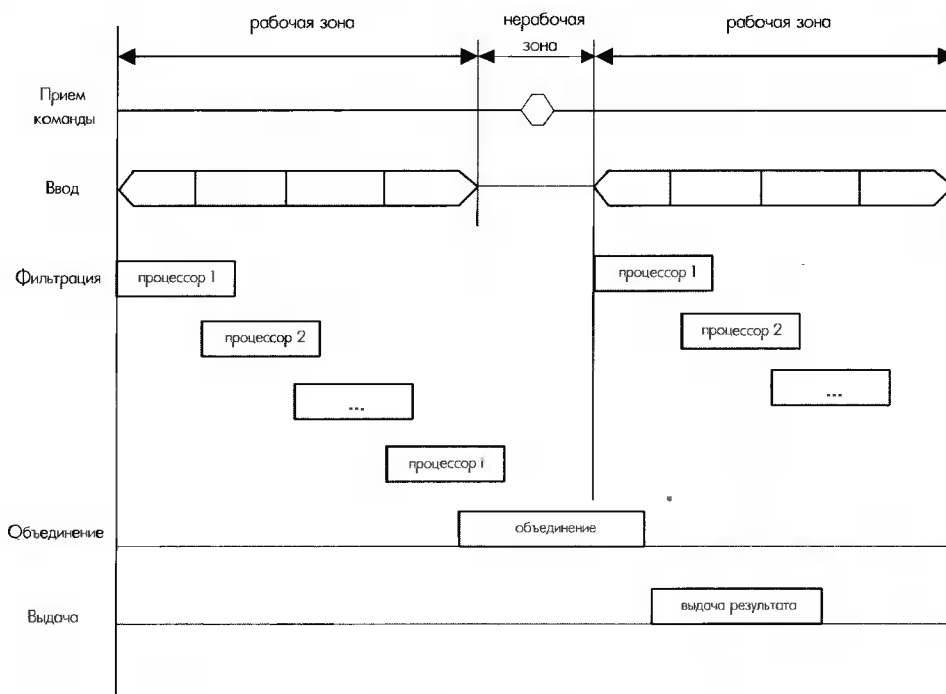 рабочая зона
нерабочая
зона
рабочая зона
Прием
команды
Ввод
Фильтрация
процессор 1
процессор 1
процессор 2
процессор 2
...
...
процессор i
Объединение
объединение
Выдача
выдача результата